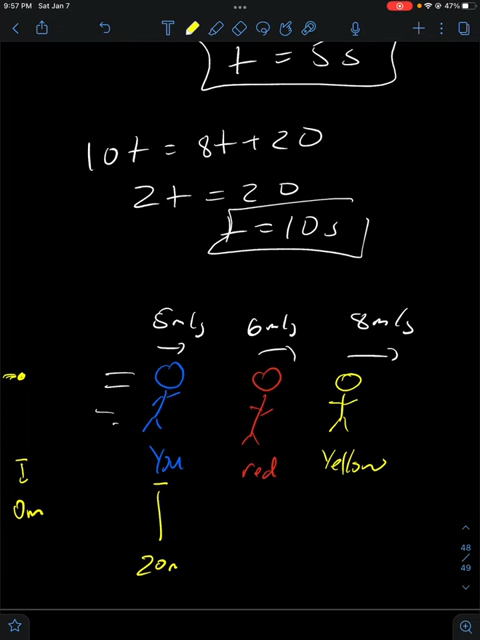 9:57 PM Sat Jan 7
47%
t = 5s
10t = 8t + 20
2t = 20
t = 10s
5m/s 6m/s 8m/s
You red Yellow
0m
20m
48
49